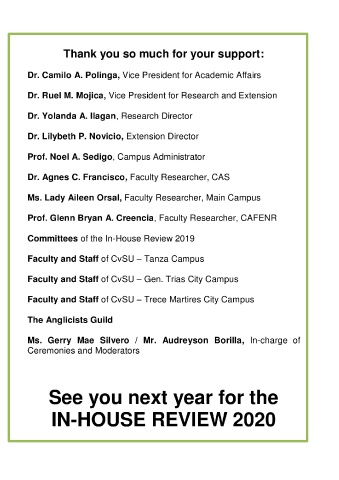 Thank you so much for your support:
Dr. Camilo A. Polinga, Vice President for Academic Affairs
Dr. Ruel M. Mojica, Vice President for Research and Extension
Dr. Yolanda A. Ilagan, Research Director
Dr. Lilybeth P. Novicio, Extension Director
Prof. Noel A. Sedigo, Campus Administrator
Dr. Agnes C. Francisco, Faculty Researcher, CAS
Ms. Lady Aileen Orsal, Faculty Researcher, Main Campus
Prof. Glenn Bryan A. Creencia, Faculty Researcher, CAFENR
Committees of the In-House Review 2019
Faculty and Staff of CvSU – Tanza Campus
Faculty and Staff of CvSU – Gen. Trias City Campus
Faculty and Staff of CvSU – Trece Martires City Campus
The Anglicists Guild
Ms. Gerry Mae Silvero / Mr. Audreyson Borilla, In-charge of
Ceremonies and Moderators
See you next year for the
IN-HOUSE REVIEW 2020